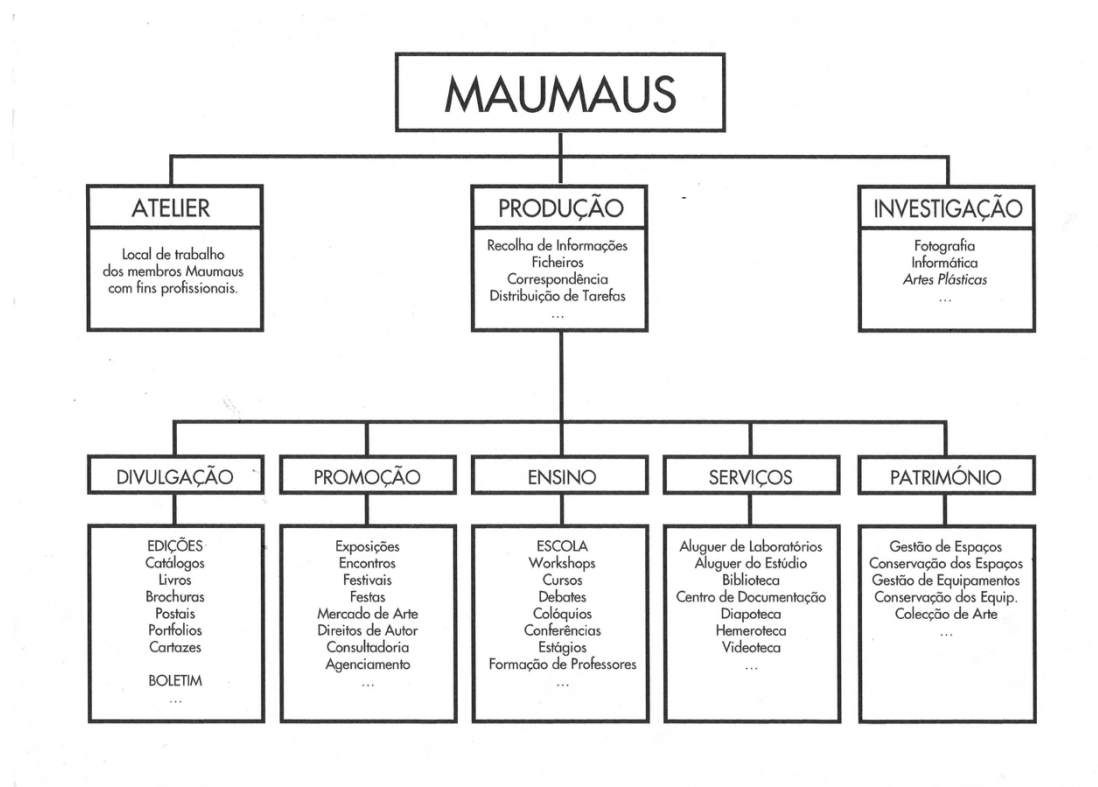 MAUMAUS
ATELIER
Local de trabalho
dos membros Maumaus
com fins profissionais.
PRODUÇÃO
Recolha de Informações
Ficheiros
Correspondência
Distribuição de Tarefas
...
INVESTIGAÇÃO
Fotografia
Informática
Artes Plásticas
...
DIVULGAÇÃO
EDIÇÕES
Catálogos
Livros
Brochuras
Postais
Portfolios
Cartazes
BOLETIM
...
PROMOÇÃO
Exposições
Encontros
Festivais
Festas
Mercado de Arte
Direitos de Autor
Consultadoria
Agenciamento
...
ENSINO
ESCOLA
Workshops
Cursos
Debates
Colóquios
Conferências
Estágios
Formação de Professores
...
SERVIÇOS
Aluguer de Laboratórios
Aluguer do Estúdio
Biblioteca
Centro de Documentação
Diapoteca
Hemeroteca
Videoteca
...
PATRIMÓNIO
Gestão de Espaços
Conservação dos Espaços
Gestão de Equipamentos
Conservação dos Equip.
Colecção de Arte
...